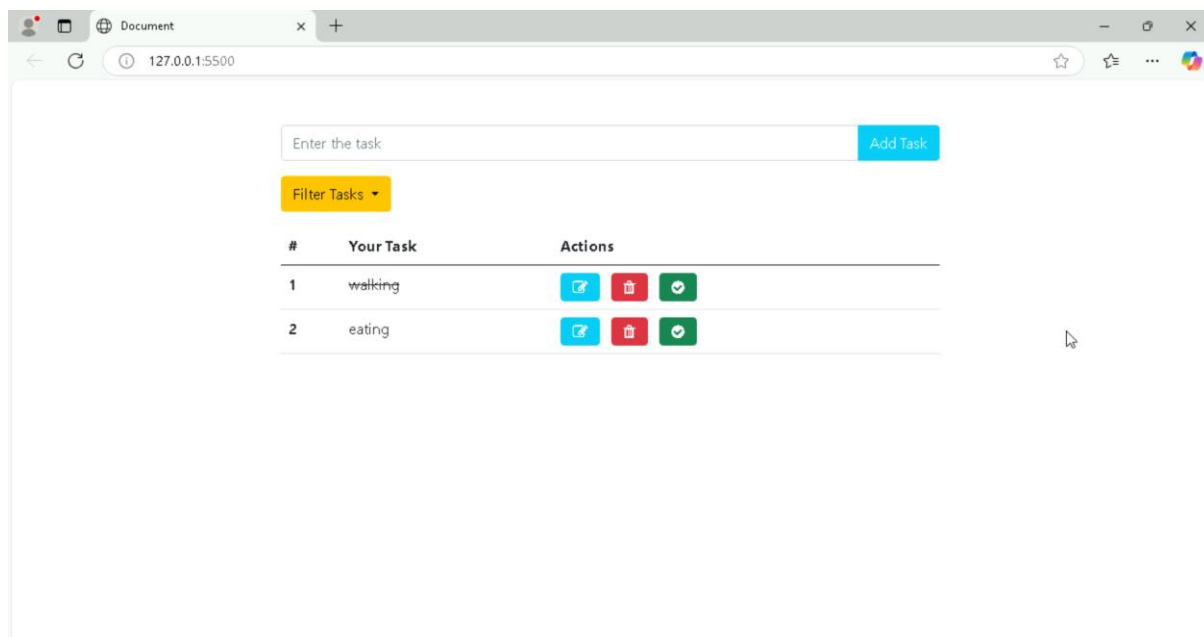 Document
127.0.0.1:5500
Enter the task Add Task
Filter Tasks
# Your Task Actions
1 walking
2 eating